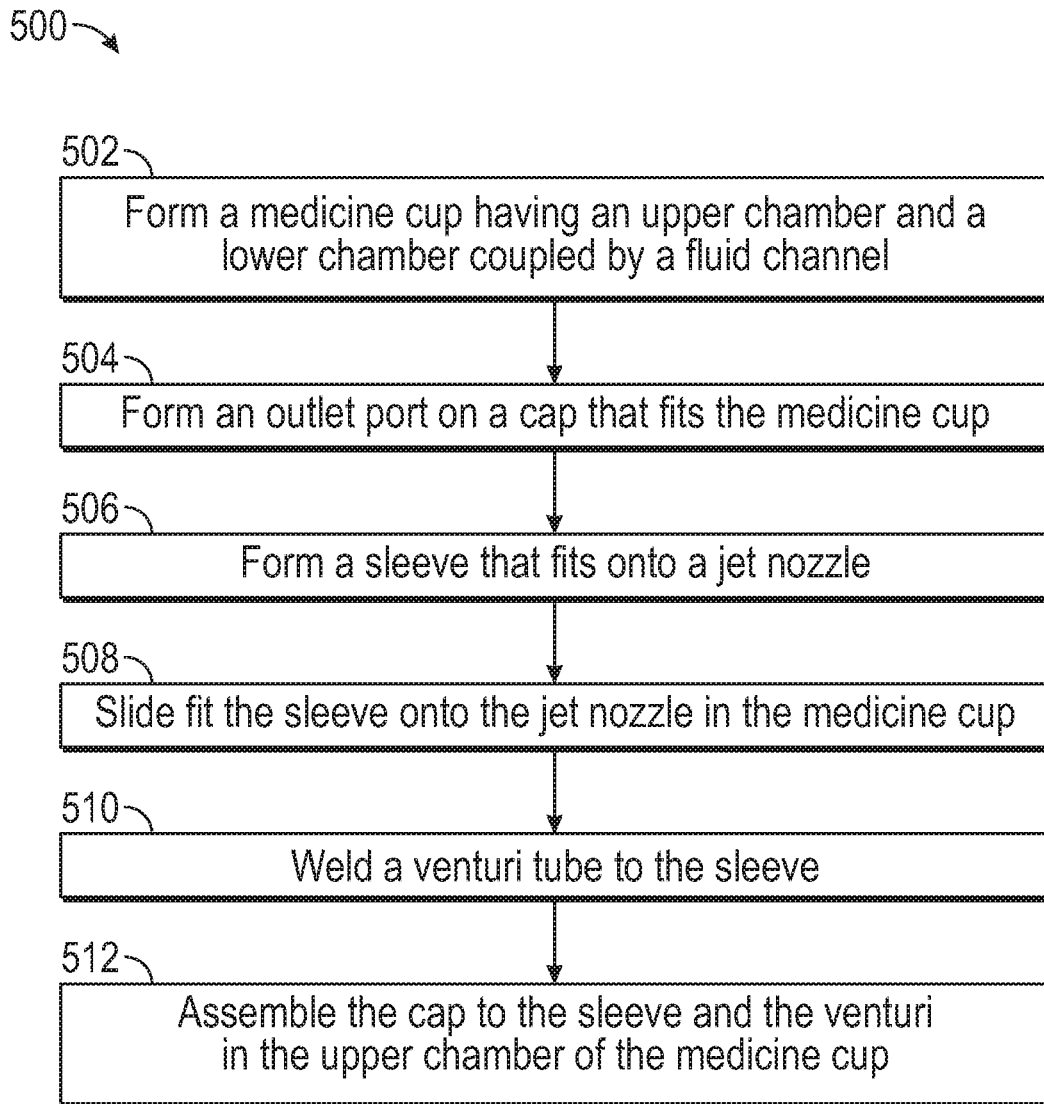 500
502
Form a medicine cup having an upper chamber and a
lower chamber coupled by a fluid channel
504
Form an outlet port on a cap that fits the medicine cup
506
Form a sleeve that fits onto a jet nozzle
508
Slide fit the sleeve onto the jet nozzle in the medicine cup
510
Weld a venturi tube to the sleeve
512
Assemble the cap to the sleeve and the venturi
in the upper chamber of the medicine cup